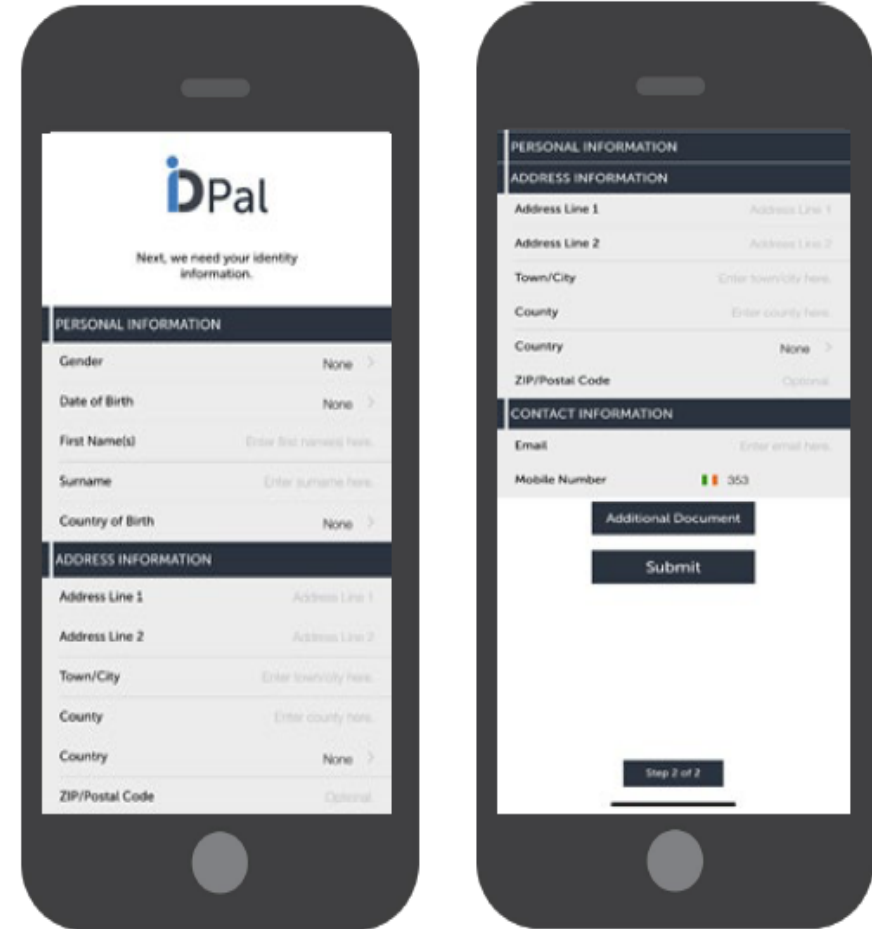 iDPal
Next, we need your identity
information.
PERSONAL INFORMATION
Gender None
Date of Birth None
First Name(s) Enter first name(s) here.
Surname Enter surname here.
Country of Birth None
ADDRESS INFORMATION
Address Line 1 Address Line 1
Address Line 2 Address Line 2
Town/City Enter town/city here.
County Enter county here.
Country None
ZIP/Postal Code Optional
PERSONAL INFORMATION
ADDRESS INFORMATION
Address Line 1 Address Line 1
Address Line 2 Address Line 2
Town/City Enter town/city here.
County Enter county here.
Country None
ZIP/Postal Code Optional
CONTACT INFORMATION
Email Enter email here.
Mobile Number 353
Additional Document
Submit
Step 2 of 2